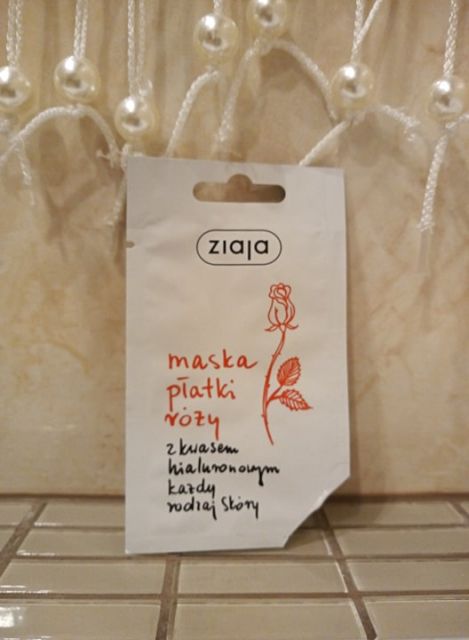 ziaja
maska
płatki
róży
z kwasem
hialuronowym
każdy
rodzaj skóry